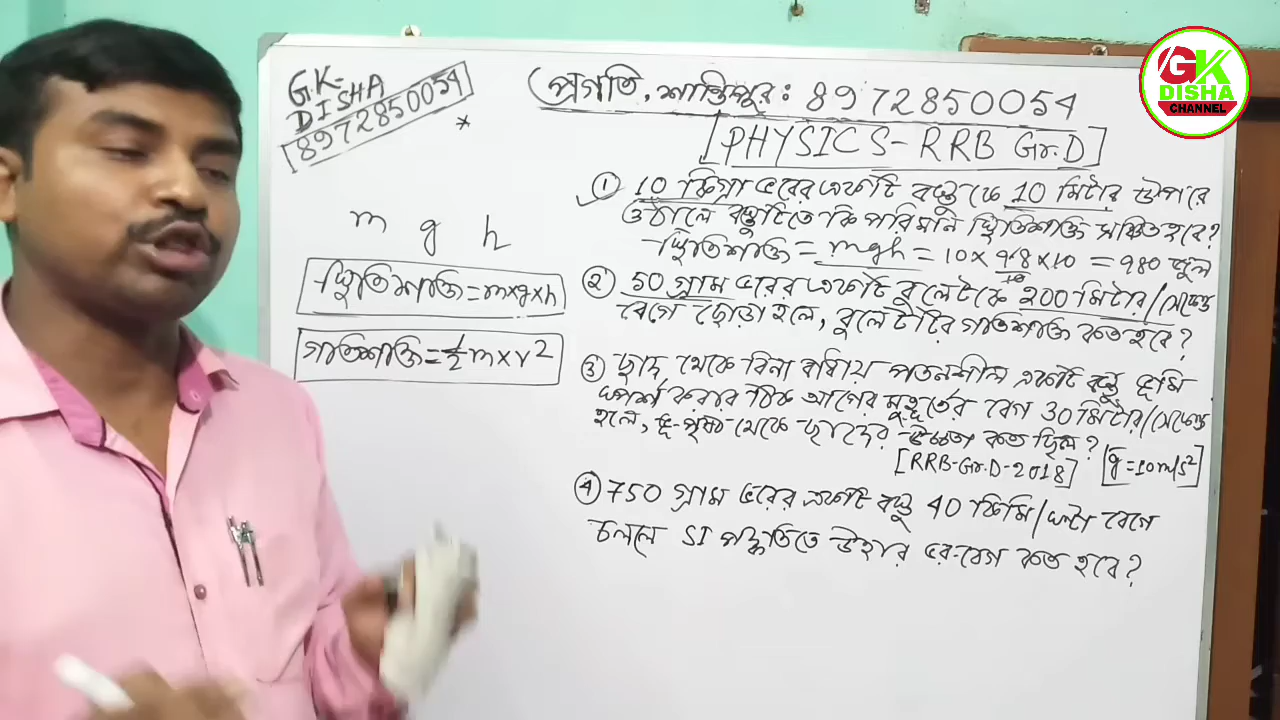 GK-
DISHA
8972850054
*
প্রগতি, শান্তিপুর: 8972850054
[PHYSICS-RRB Gr.D]
GK
DISHA
CHANNEL
① 10 কিগ্রা ভরের একটি বস্তুকে 10 মিটার উপরে
ওঠালে বস্তুটিতে কি পরিমান স্থিতিশক্তি সঞ্চিত হবে?
স্থিতিশক্তি = mgh = 10 × 9.8 × 10 = 980 জুল
10
② 50 গ্রাম ভরের একটি বুলেটকে 200 মিটার/সেকেন্ড
বেগে ছোড়া হলে, বুলেটটির গতিশক্তি কত হবে?
③ ছাদ থেকে বিনা বাধায় পতনশীল একটি বস্তু ভূমি
স্পর্শ করার ঠিক আগের মুহূর্তের বেগ 30 মিটার/সেকেন্ড
হলে, ভূ-পৃষ্ঠ থেকে ছাদের উচ্চতা কত ছিল?
[RRB-Gr.D-2018] [g=10m/s²]
④ 750 গ্রাম ভরের একটি বস্তু 40 কিমি/ঘন্টা বেগে
চললে SI পদ্ধতিতে উহার ভর-বেগ কত হবে?
m g h
স্থিতিশক্তি=m×g×h
গতিশক্তি=½m×v²